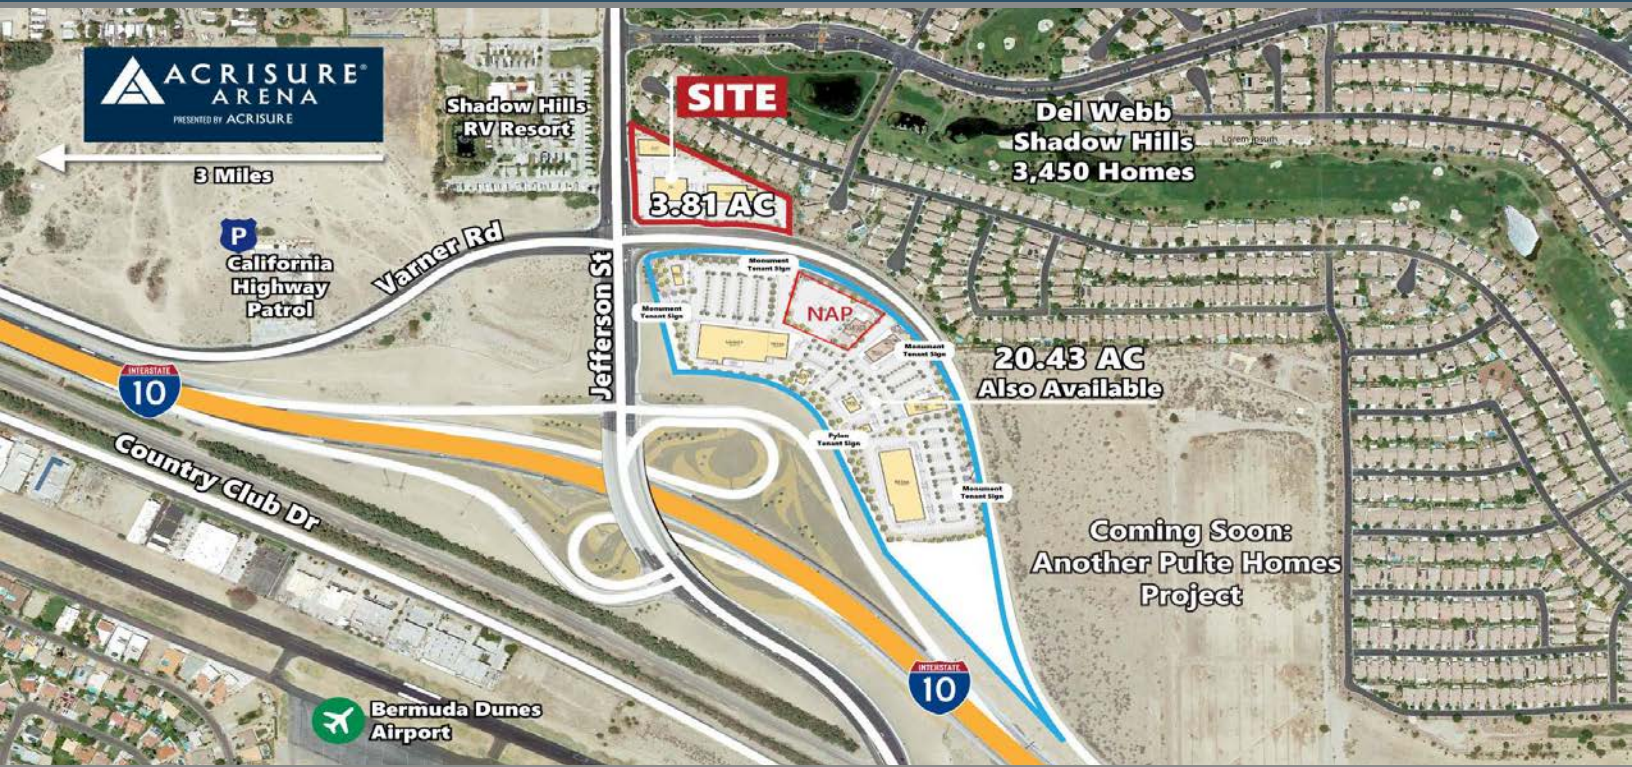 ACRISURE®
ARENA
PRESENTED BY ACRISURE
3 Miles
Shadow Hills
RV Resort
SITE
3.81 AC
Del Webb
Shadow Hills
3,450 Homes
Lorem ipsum
P
California
Highway
Patrol
Varner Rd
Jefferson St
Monument
Tenant Sign
Monument
Tenant Sign
NAP
Monument
Tenant Sign
20.43 AC
Also Available
INTERSTATE
10
Country Club Dr
Pylon
Tenant Sign
Monument
Tenant Sign
Coming Soon:
Another Pulte Homes
Project
INTERSTATE
10
Bermuda Dunes
Airport